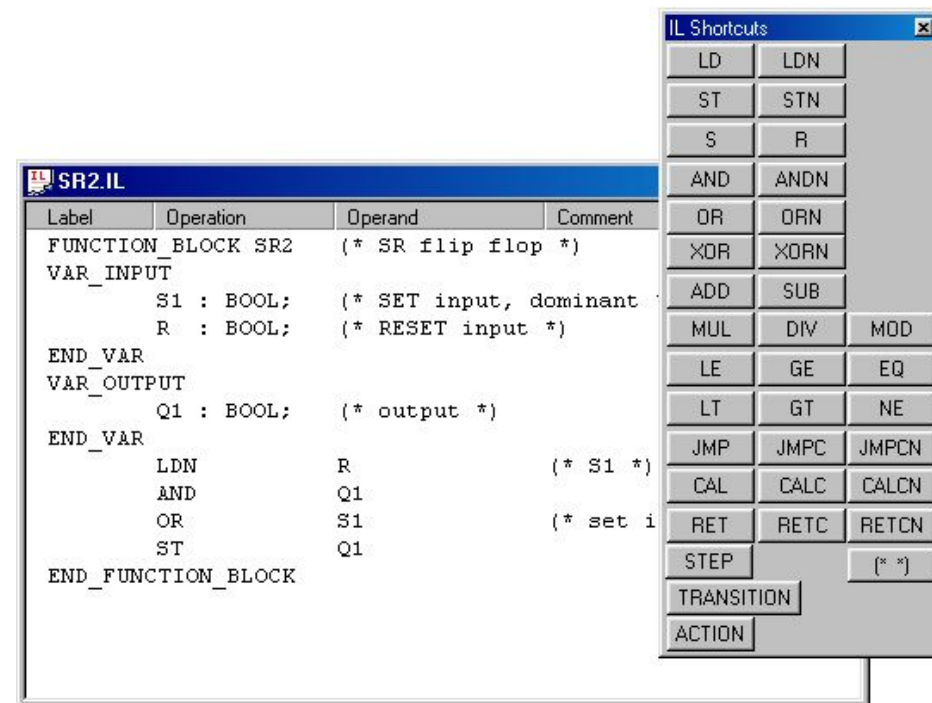 IL Shortcuts
LD LDN
ST STN
S R
AND ANDN
OR ORN
XOR XORN
ADD SUB
MUL DIV MOD
LE GE EQ
LT GT NE
JMP JMPC JMPCN
CAL CALC CALCN
RET RETC RETCN
STEP (* *)
TRANSITION
ACTION
SR2.IL
Label Operation Operand Comment
FUNCTION_BLOCK SR2 (* SR flip flop *)
VAR_INPUT
S1 : BOOL; (* SET input, dominant
R : BOOL; (* RESET input *)
END_VAR
VAR_OUTPUT
Q1 : BOOL; (* output *)
END_VAR
LDN R (* S1 *)
AND Q1
OR S1 (* set i
ST Q1
END_FUNCTION_BLOCK